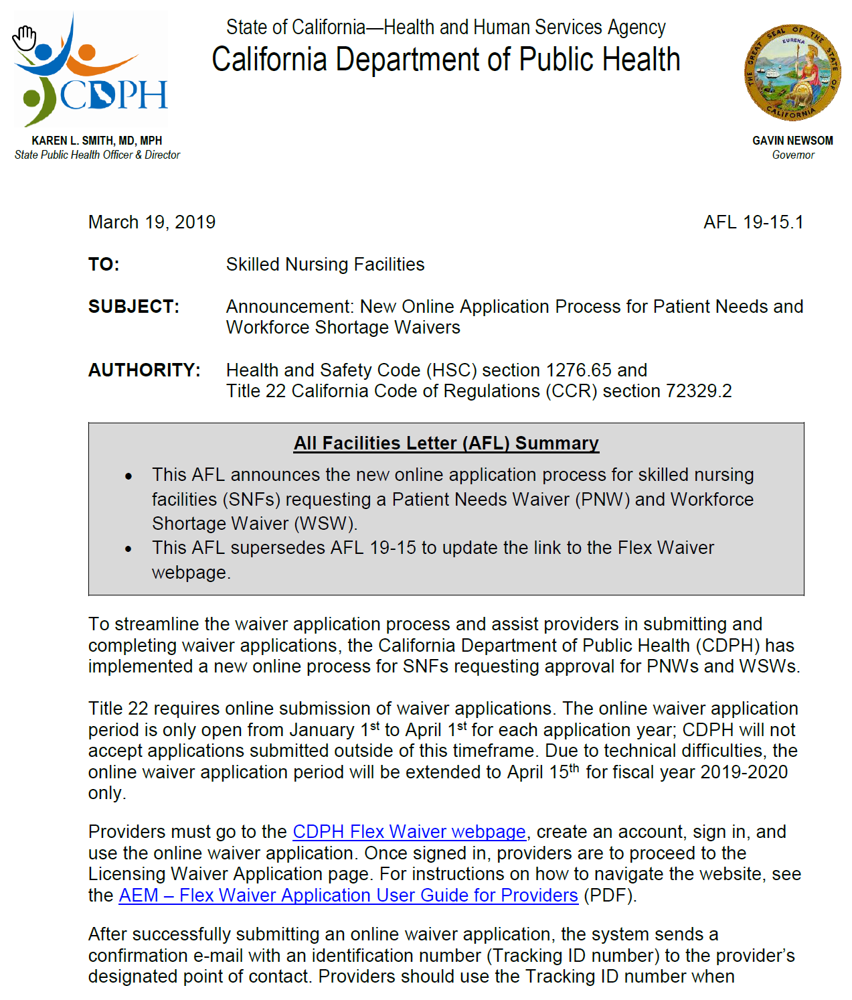 State of California—Health and Human Services Agency
California Department of Public Health
CDPH
THE GREAT SEAL OF THE STATE OF CALIFORNIA
EUREKA
KAREN L. SMITH, MD, MPH
State Public Health Officer & Director
GAVIN NEWSOM
Governor
March 19, 2019 AFL 19-15.1
TO: Skilled Nursing Facilities
SUBJECT: Announcement: New Online Application Process for Patient Needs and
Workforce Shortage Waivers
AUTHORITY: Health and Safety Code (HSC) section 1276.65 and
Title 22 California Code of Regulations (CCR) section 72329.2
All Facilities Letter (AFL) Summary
• This AFL announces the new online application process for skilled nursing
facilities (SNFs) requesting a Patient Needs Waiver (PNW) and Workforce
Shortage Waiver (WSW).
• This AFL supersedes AFL 19-15 to update the link to the Flex Waiver
webpage.
To streamline the waiver application process and assist providers in submitting and
completing waiver applications, the California Department of Public Health (CDPH) has
implemented a new online process for SNFs requesting approval for PNWs and WSWs.
Title 22 requires online submission of waiver applications. The online waiver application
period is only open from January 1st to April 1st for each application year; CDPH will not
accept applications submitted outside of this timeframe. Due to technical difficulties, the
online waiver application period will be extended to April 15th for fiscal year 2019-2020
only.
Providers must go to the CDPH Flex Waiver webpage, create an account, sign in, and
use the online waiver application. Once signed in, providers are to proceed to the
Licensing Waiver Application page. For instructions on how to navigate the website, see
the AEM – Flex Waiver Application User Guide for Providers (PDF).
After successfully submitting an online waiver application, the system sends a
confirmation e-mail with an identification number (Tracking ID number) to the provider’s
designated point of contact. Providers should use the Tracking ID number when